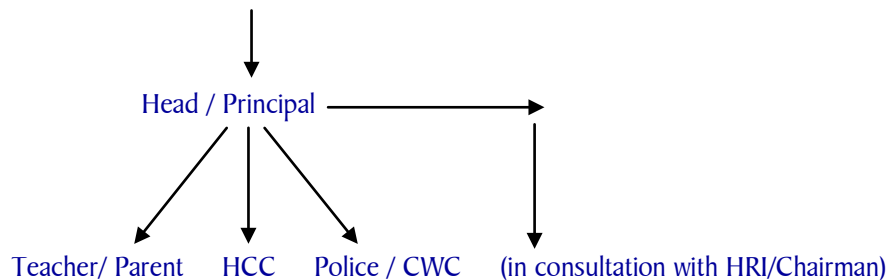 Head / Principal
Teacher/ Parent HCC Police / CWC (in consultation with HRI/Chairman)